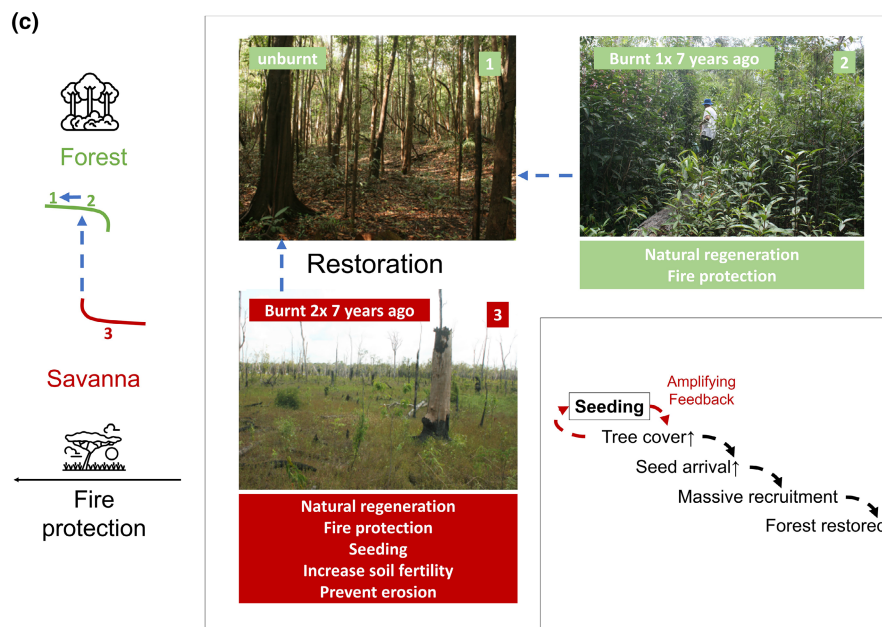 (c)
Forest
1
2
3
Savanna
Fire
protection
unburnt
1
Burnt 1x 7 years ago
2
Natural regeneration
Fire protection
Restoration
Burnt 2x 7 years ago
3
Natural regeneration
Fire protection
Seeding
Increase soil fertility
Prevent erosion
Amplifying
Feedback
Seeding
Tree cover↑
Seed arrival↑
Massive recruitment
Forest restored